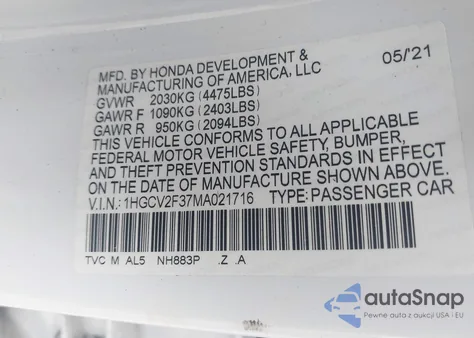 MFD. BY HONDA DEVELOPMENT & 05/21
MANUFACTURING OF AMERICA, LLC
GVWR 2030KG (4475LBS)
GAWR F 1090KG (2403LBS)
GAWR R 950KG (2094LBS)
THIS VEHICLE CONFORMS TO ALL APPLICABLE
FEDERAL MOTOR VEHICLE SAFETY, BUMPER,
AND THEFT PREVENTION STANDARDS IN EFFECT
ON THE DATE OF MANUFACTURE SHOWN ABOVE.
V.I.N.: 1HGCV2F37MA021716 TYPE: PASSENGER CAR
TVC M AL5 NH883P .Z .A
autoSnap
Pewne auta z aukcji USA i EU